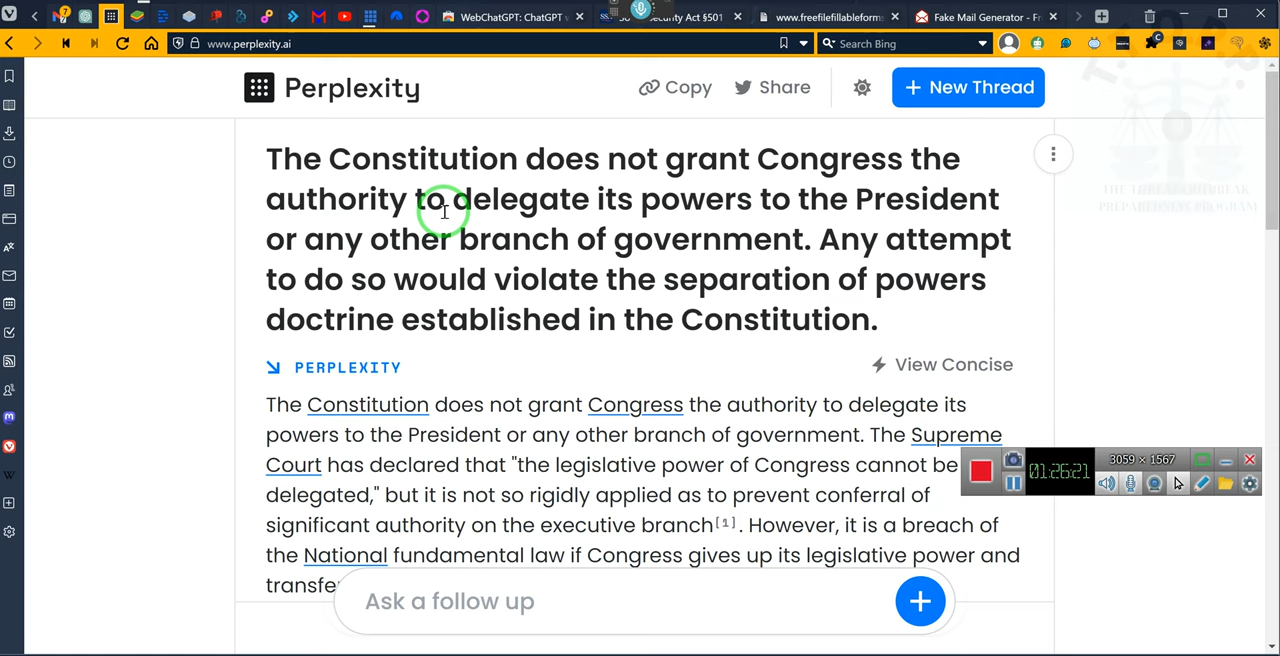 WebChatGPT: ChatGPT w
Security Act §501
www.freefilefillableforms
Fake Mail Generator - Fr
www.perplexity.ai
Search Bing
Perplexity
Copy
Share
+ New Thread
The Constitution does not grant Congress the
authority to delegate its powers to the President
or any other branch of government. Any attempt
to do so would violate the separation of powers
doctrine established in the Constitution.
PERPLEXITY
View Concise
The Constitution does not grant Congress the authority to delegate its
powers to the President or any other branch of government. The Supreme
Court has declared that "the legislative power of Congress cannot be
delegated," but it is not so rigidly applied as to prevent conferral of
significant authority on the executive branch[1]. However, it is a breach of
the National fundamental law if Congress gives up its legislative power and
transfe
Ask a follow up
3059 × 1567
01:26:21
THE THREAT OUTBREAK
PREPAREDNESS PROGRAM